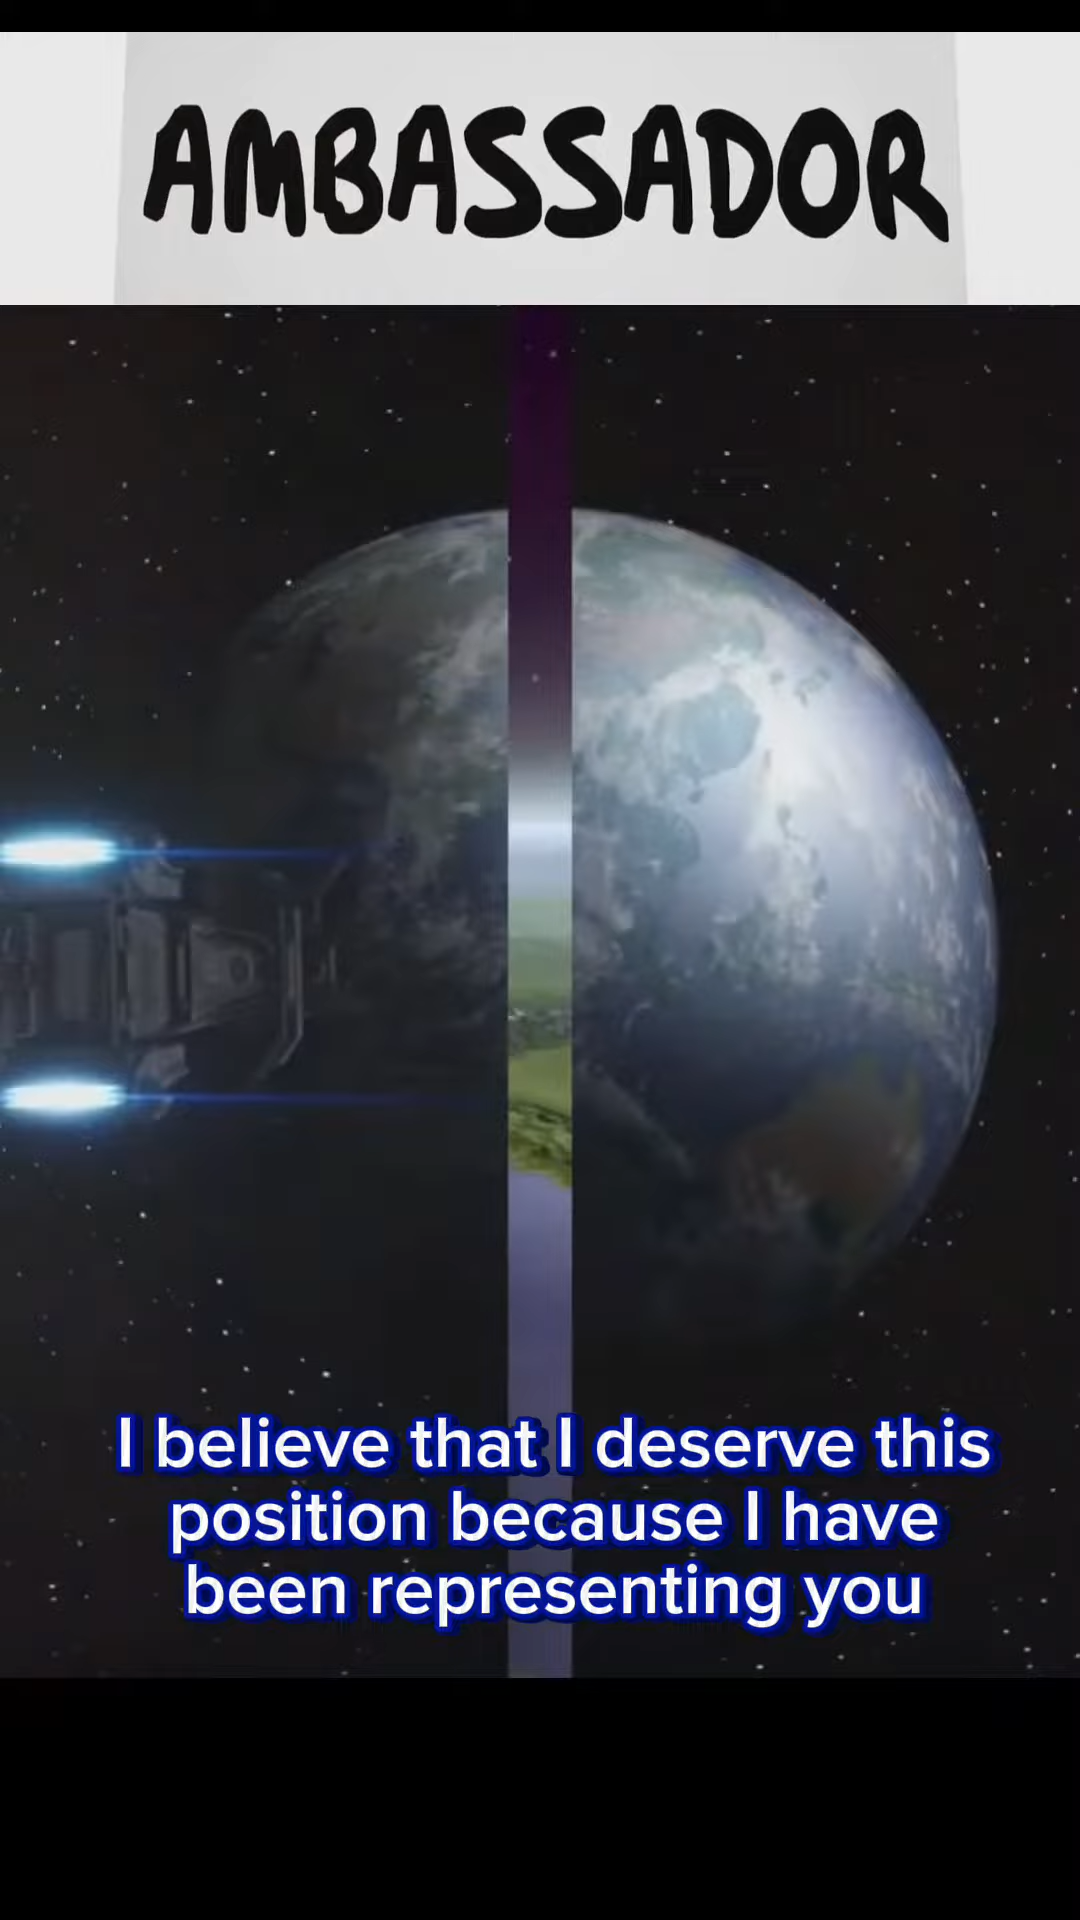 AMBASSADOR
I believe that I deserve this
position because I have
been representing you